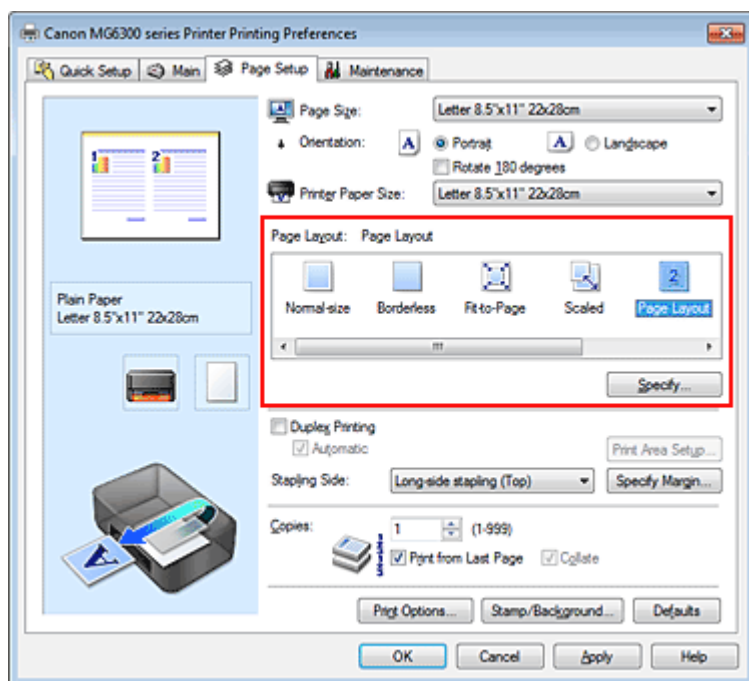 Canon MG6300 series Printer Printing Preferences
Quick Setup Main Page Setup Maintenance
1 2
Plain Paper
Letter 8.5"x11" 22x28cm
Page Size: Letter 8.5"x11" 22x28cm
Orientation: A Portrait A Landscape
Rotate 180 degrees
Printer Paper Size: Letter 8.5"x11" 22x28cm
Page Layout: Page Layout
2
Normal-size Borderless Fit-to-Page Scaled Page Layout
Specify...
Duplex Printing
Automatic Print Area Setup...
Stapling Side: Long-side stapling (Top) Specify Margin...
Copies: 1 (1-999)
Print from Last Page Collate
A
Print Options... Stamp/Background... Defaults
OK Cancel Apply Help